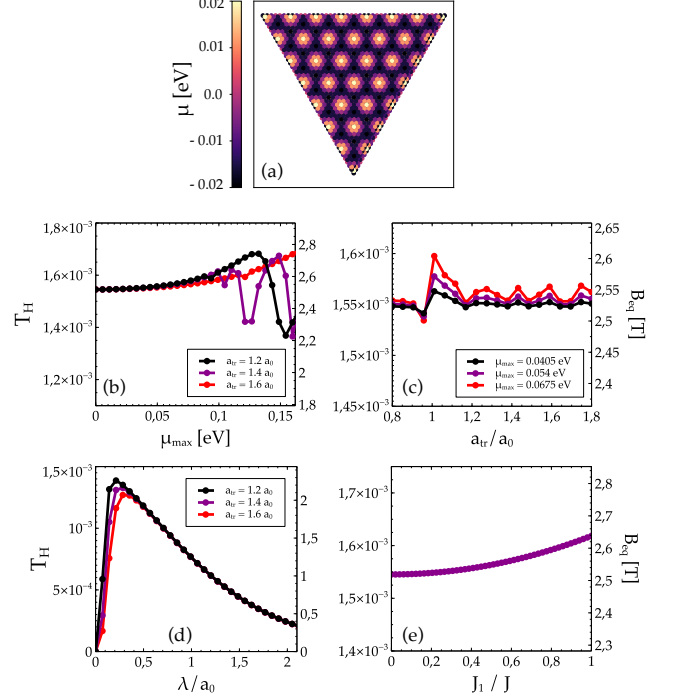 0.02
0.01
0.0
- 0.01
- 0.02
μ [eV]
(a)
1,8×10⁻³
1,6×10⁻³
1,4×10⁻³
1,2×10⁻³
T_H
2,8
2,6
2,4
2,2
2
1,8
a_tr = 1.2 a₀
a_tr = 1.4 a₀
a_tr = 1.6 a₀
(b)
0 0,05 0,1 0,15
μ_max [eV]
1,6×10⁻³
1,55×10⁻³
1,5×10⁻³
1,45×10⁻³
2,65
2,6
2,55
2,5
2,45
2,4
B_eq [T]
μ_max = 0.0405 eV
μ_max = 0.054 eV
μ_max = 0.0675 eV
(c)
0,8 1 1,2 1,4 1,6 1,8
a_tr/a₀
1,5×10⁻³
10⁻³
5×10⁻⁴
0
T_H
2
1,5
1
0,5
0
a_tr = 1.2 a₀
a_tr = 1.4 a₀
a_tr = 1.6 a₀
(d)
0 0,5 1 1,5 2
λ/a₀
1,7×10⁻³
1,6×10⁻³
1,5×10⁻³
1,4×10⁻³
2,8
2,7
2,6
2,5
2,4
2,3
B_eq [T]
(e)
0 0,2 0,4 0,6 0,8 1
J₁ / J